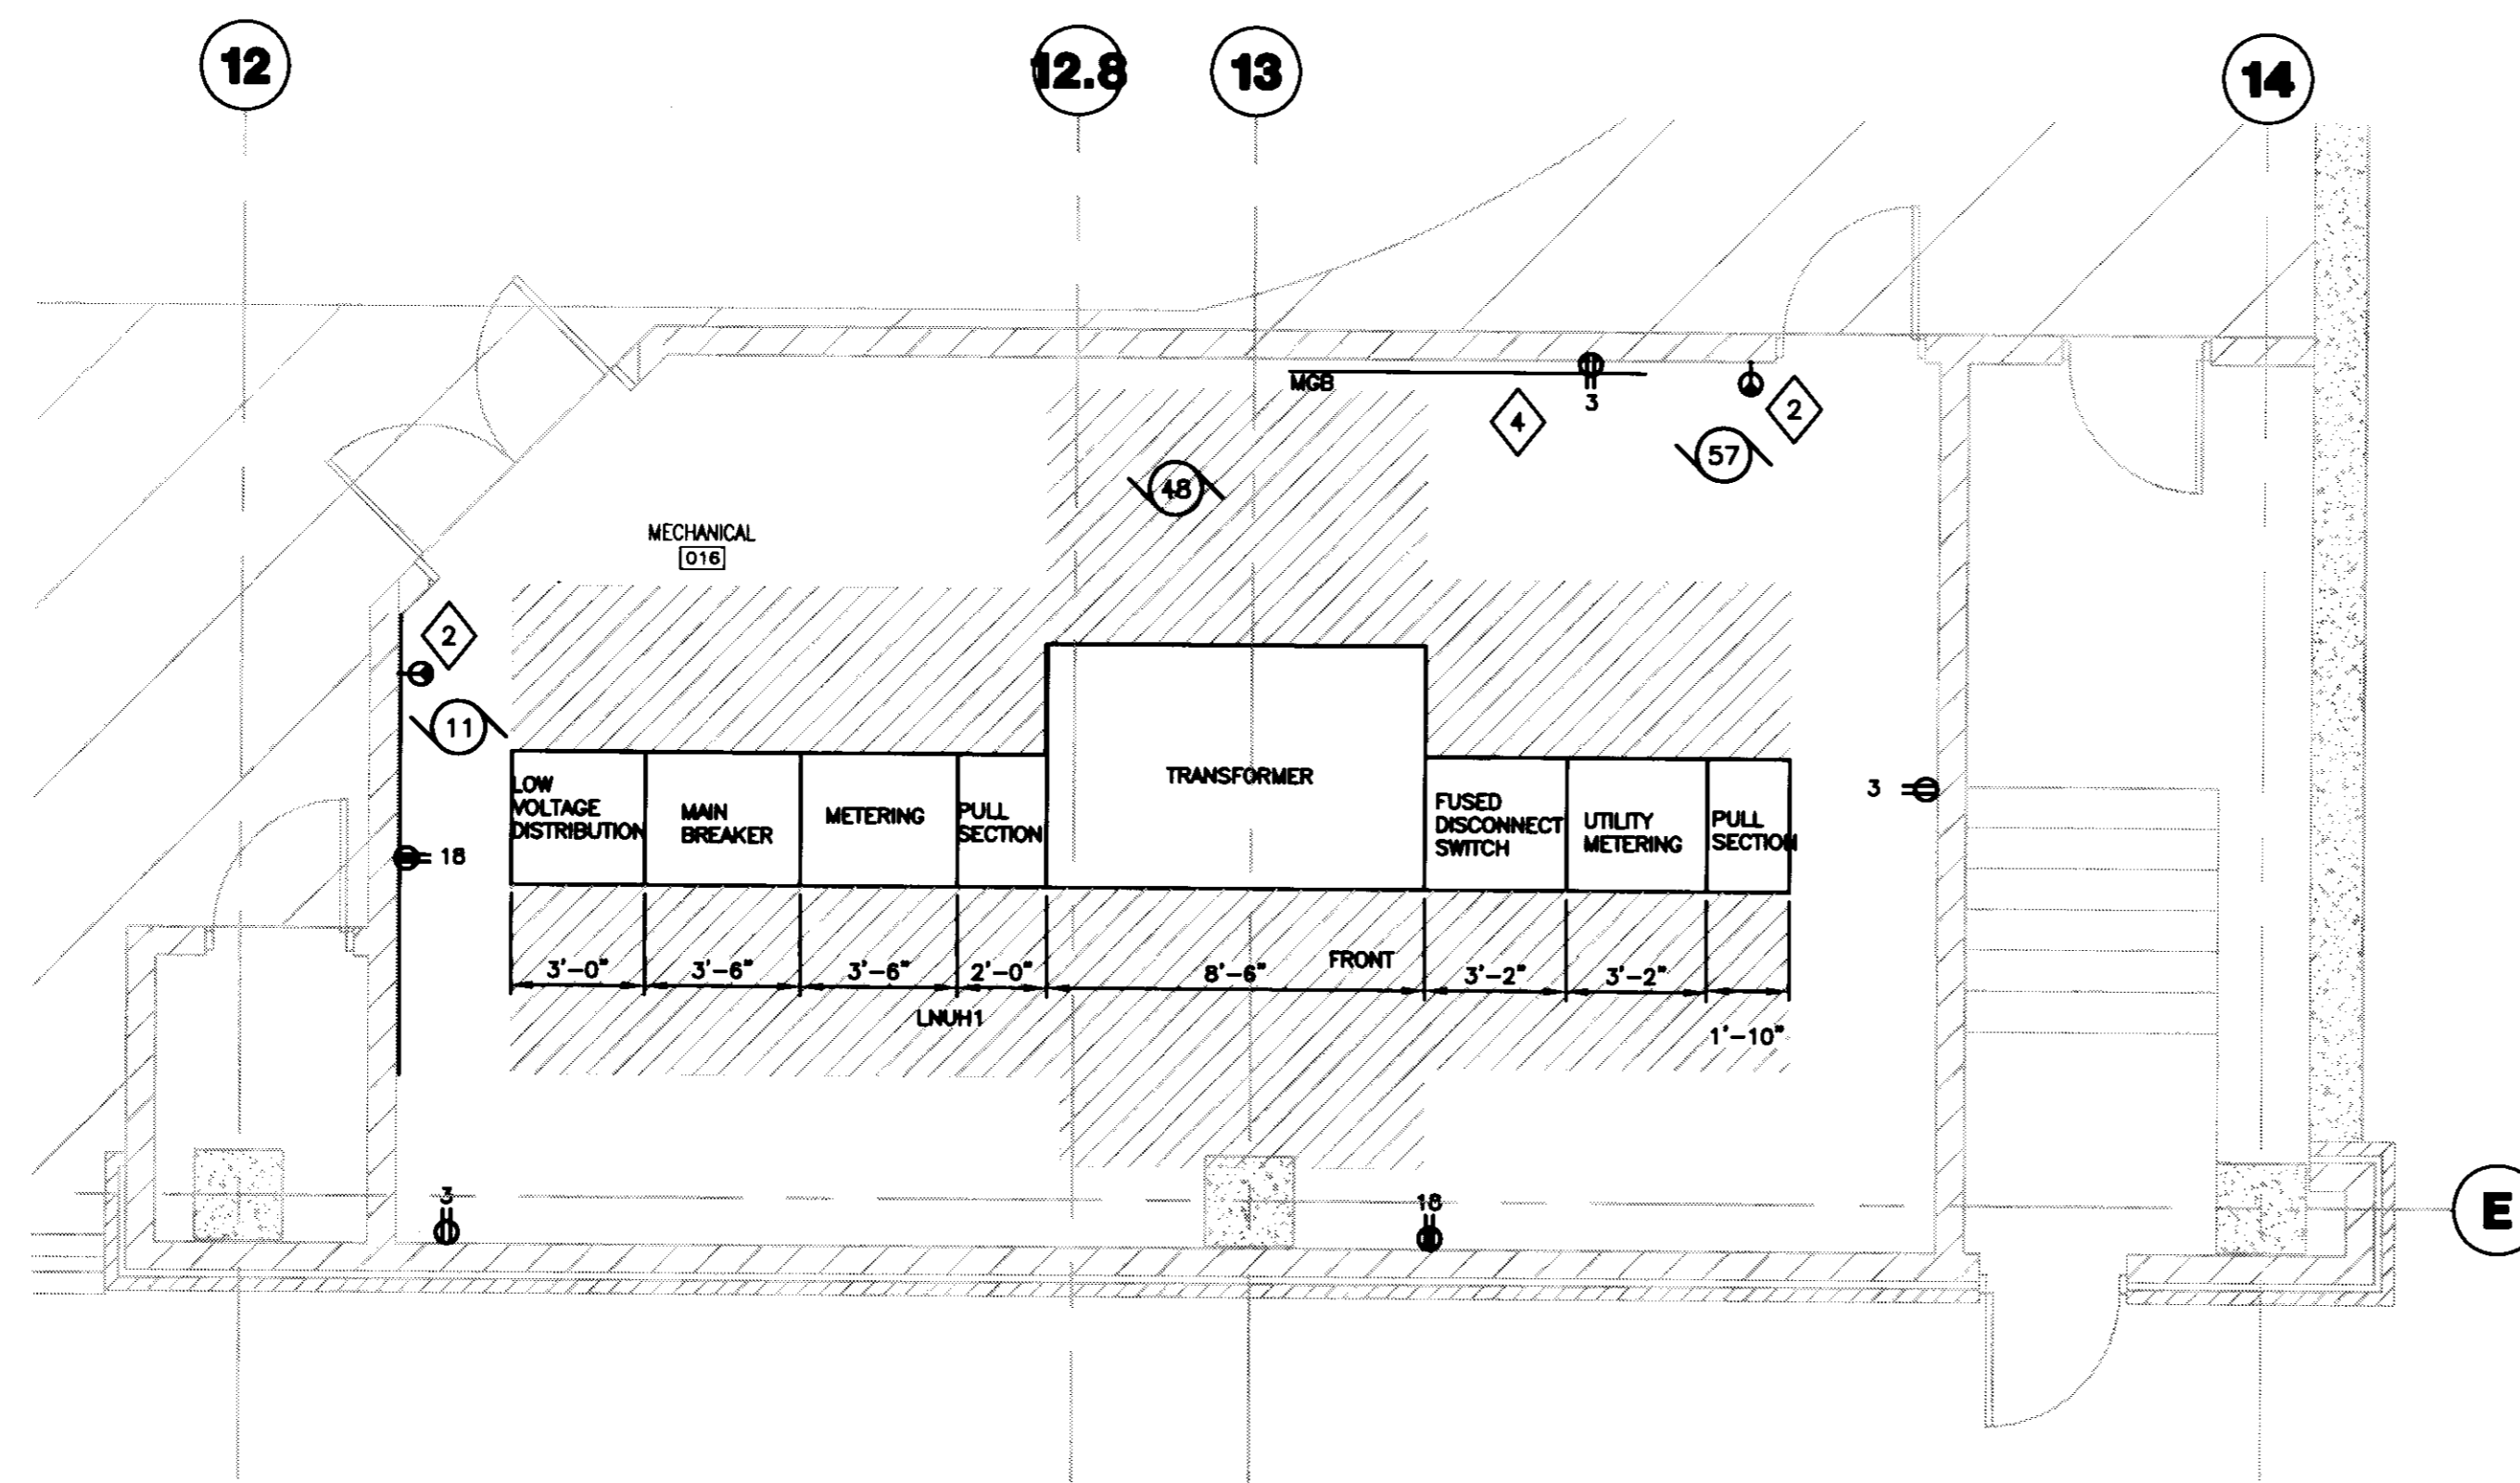 12
12.8
13
14
MGB
3
4
2
57
48
MECHANICAL
016
2
11
LOW
VOLTAGE
DISTRIBUTION
MAIN
BREAKER
METERING
PULL
SECTION
TRANSFORMER
FUSED
DISCONNECT
SWITCH
UTILITY
METERING
PULL
SECTION
3
18
3'-0"
3'-6"
3'-6"
2'-0"
8'-6"
FRONT
3'-2"
3'-2"
1'-10"
LNUH1
3
18
E